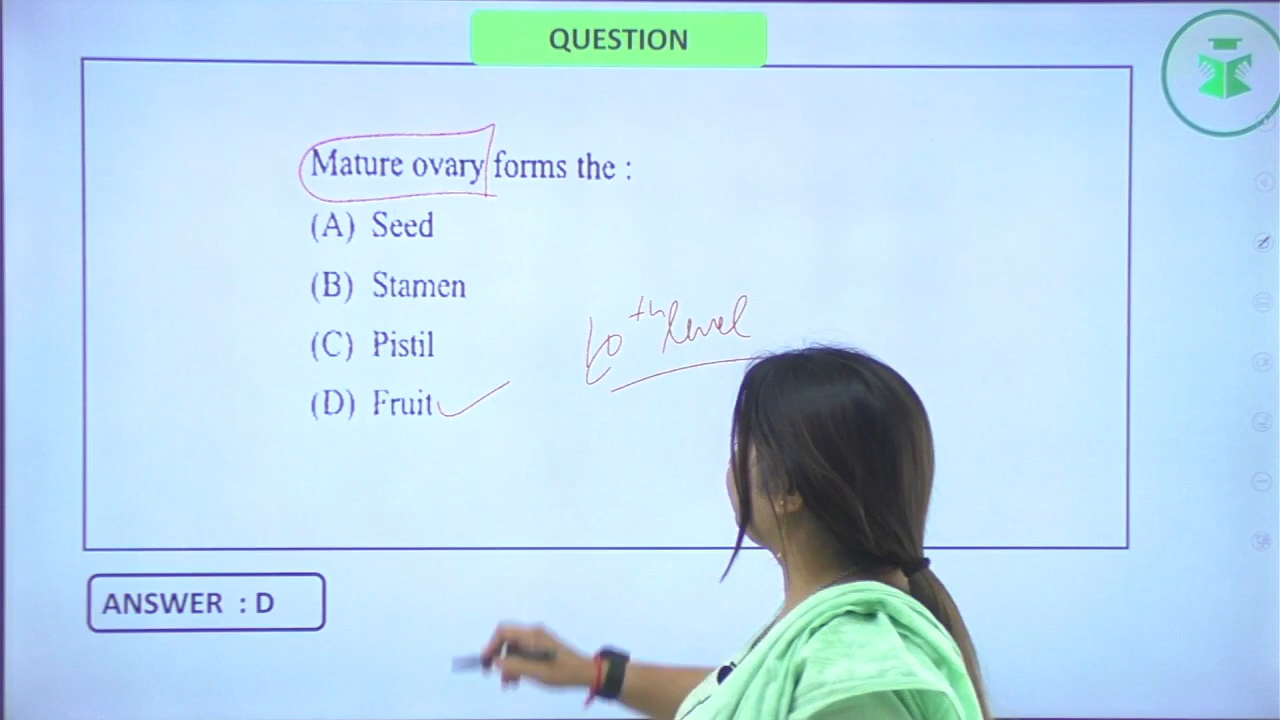 QUESTION
Mature ovary forms the :
(A) Seed
(B) Stamen
(C) Pistil
(D) Fruit
10th level
ANSWER : D